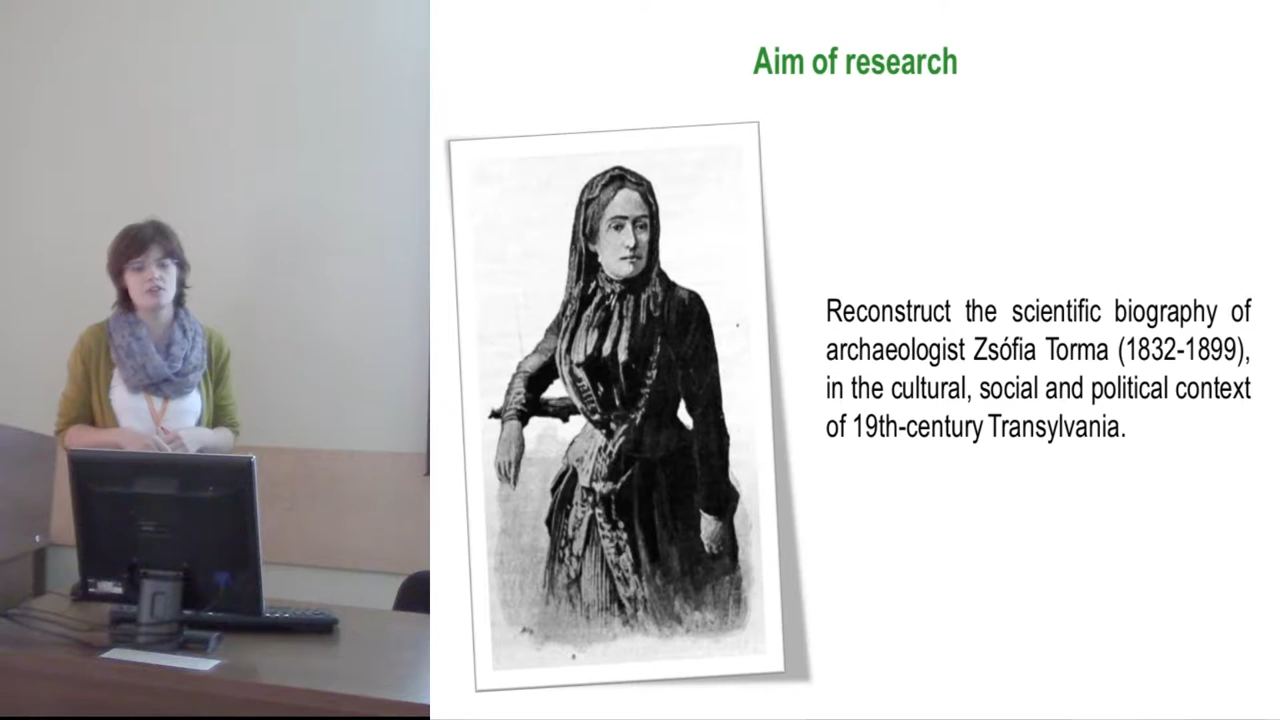 Aim of research
Reconstruct the scientific biography of
archaeologist Zsófia Torma (1832-1899),
in the cultural, social and political context
of 19th-century Transylvania.